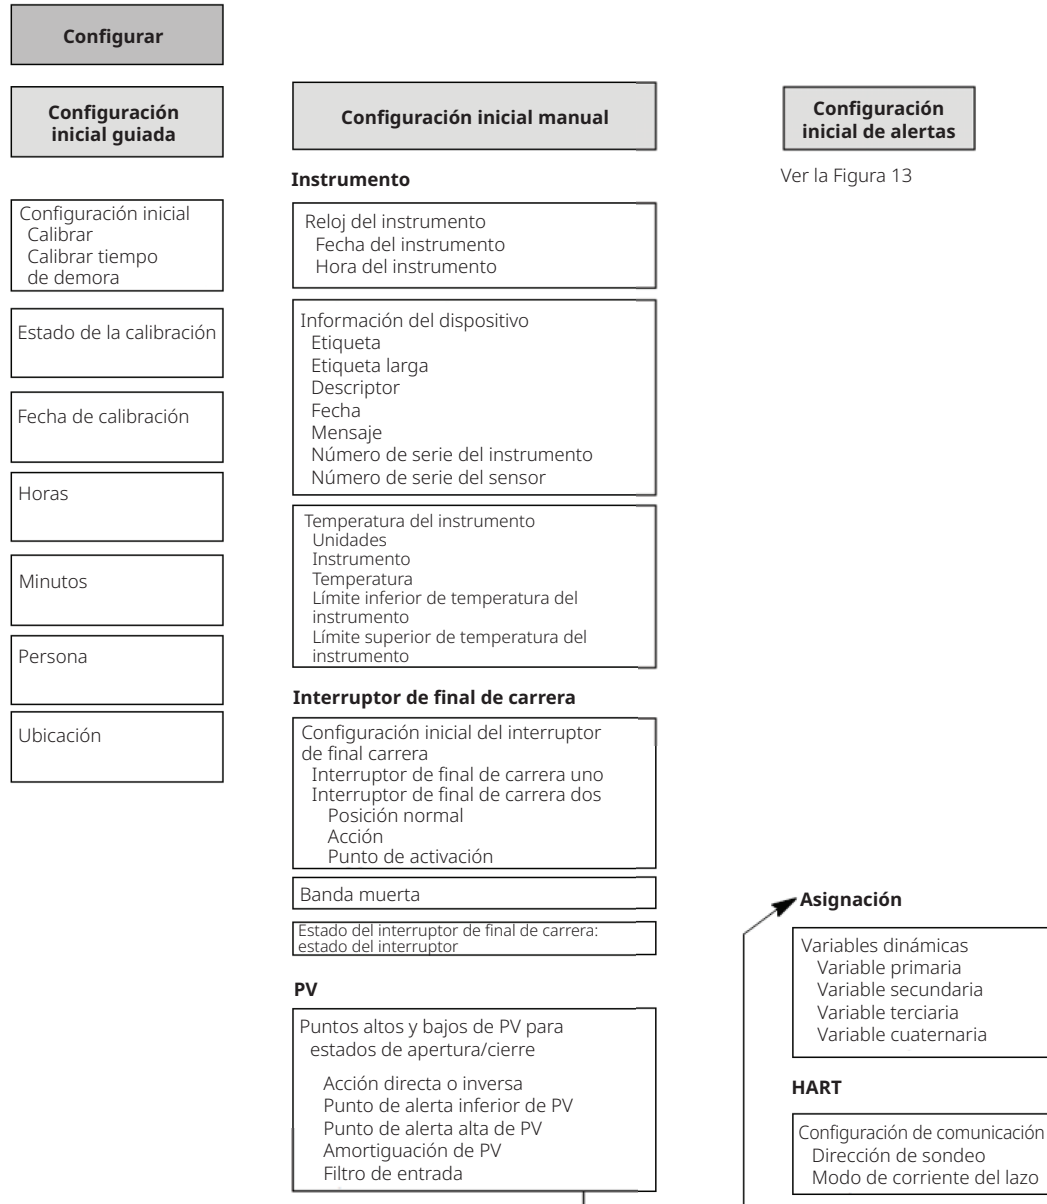 Configurar
Configuración
inicial guiada
Configuración inicial
Calibrar
Calibrar tiempo
de demora
Estado de la calibración
Fecha de calibración
Horas
Minutos
Persona
Ubicación
Configuración inicial manual
Instrumento
Reloj del instrumento
Fecha del instrumento
Hora del instrumento
Información del dispositivo
Etiqueta
Etiqueta larga
Descriptor
Fecha
Mensaje
Número de serie del instrumento
Número de serie del sensor
Temperatura del instrumento
Unidades
Instrumento
Temperatura
Límite inferior de temperatura del
instrumento
Límite superior de temperatura del
instrumento
Interruptor de final de carrera
Configuración inicial del interruptor
de final carrera
Interruptor de final de carrera uno
Interruptor de final de carrera dos
Posición normal
Acción
Punto de activación
Banda muerta
Estado del interruptor de final de carrera:
estado del interruptor
PV
Puntos altos y bajos de PV para
estados de apertura/cierre
Acción directa o inversa
Punto de alerta inferior de PV
Punto de alerta alta de PV
Amortiguación de PV
Filtro de entrada
Configuración
inicial de alertas
Ver la Figura 13
Asignación
Variables dinámicas
Variable primaria
Variable secundaria
Variable terciaria
Variable cuaternaria
HART
Configuración de comunicación
Dirección de sondeo
Modo de corriente del lazo